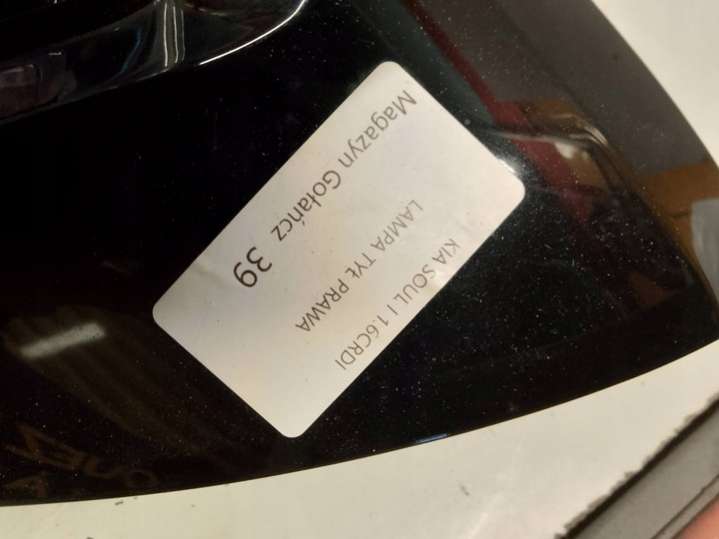 KIA SOUL I 1.6CRDI
LAMPA TYŁ PRAWA
Magazyn Gołańcz 39